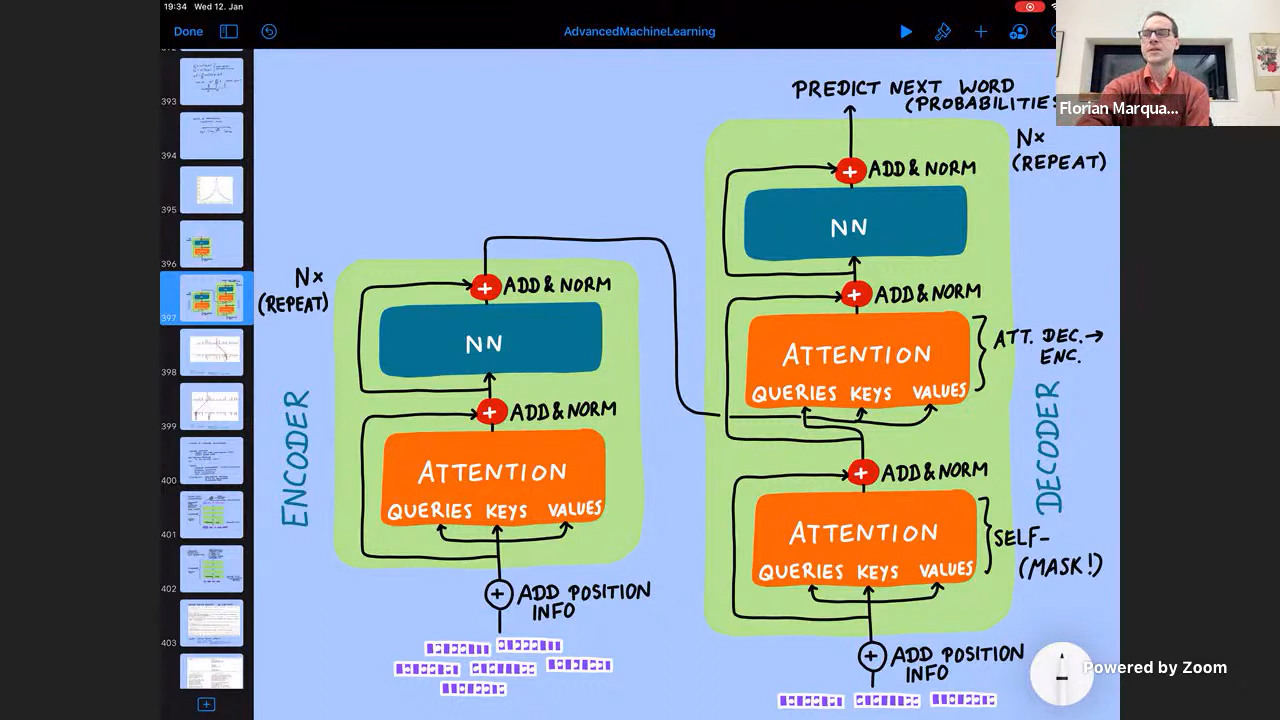 19:34 Wed 12. Jan
Done
AdvancedMachineLearning
393
394
395
396
397
398
399
400
401
402
403
Florian Marqua...
PREDICT NEXT WORD
(PROBABILITIES
N×
(REPEAT)
ADD & NORM
NN
ADD & NORM
ATTENTION
QUERIES KEYS VALUES
ATT. DEC.→
ENC.
ADD & NORM
ATTENTION
QUERIES KEYS VALUES
SELF-
(MASK!)
DECODER
ADD POSITION
INFO
N×
(REPEAT)
ADD & NORM
NN
ADD & NORM
ATTENTION
QUERIES KEYS VALUES
ENCODER
ADD POSITION
INFO
Powered by Zoom